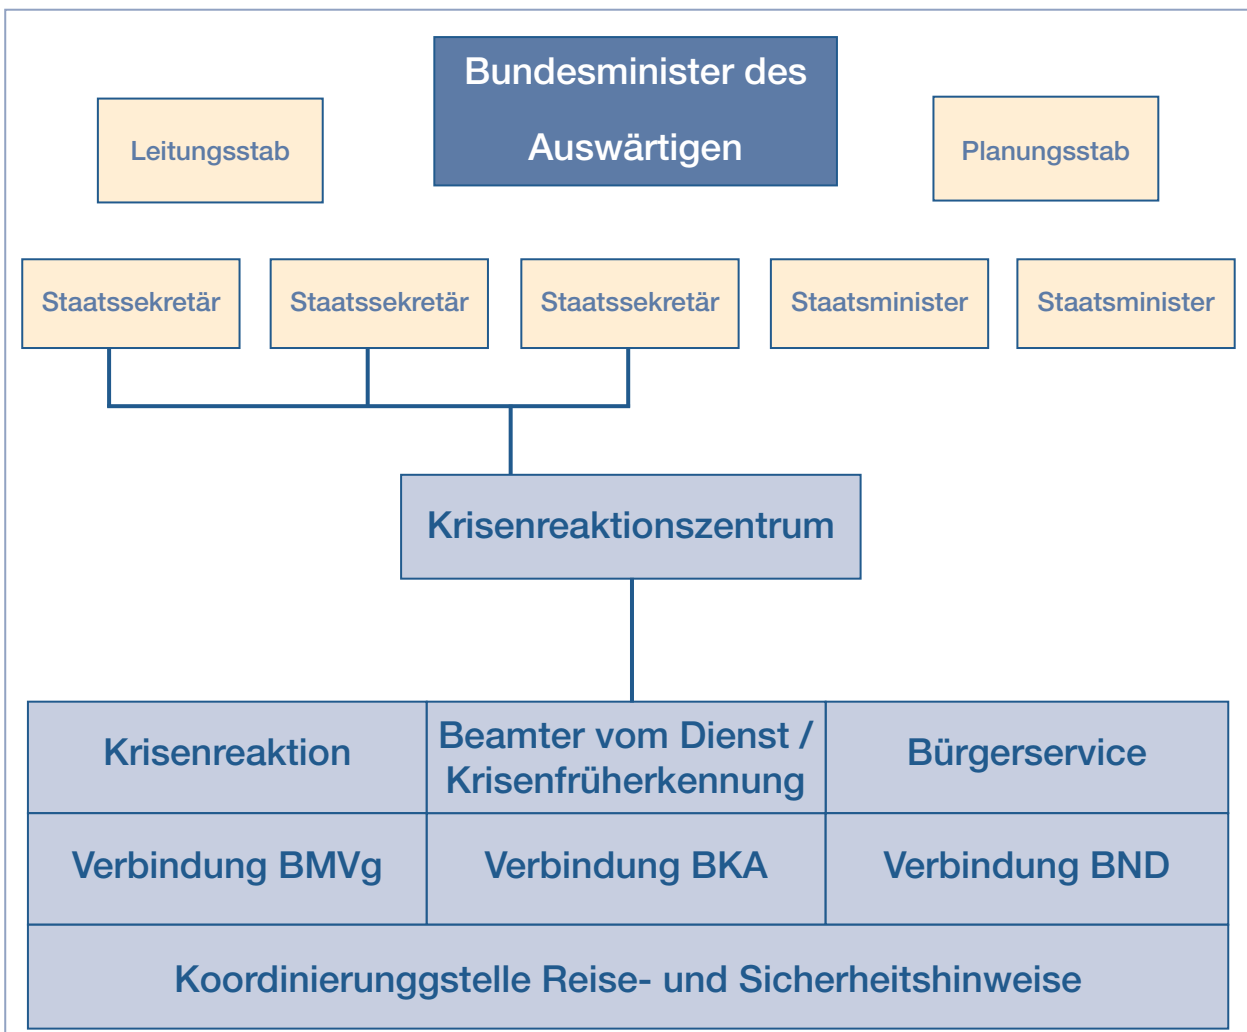 Bundesminister des
Auswärtigen
Leitungsstab
Planungsstab
Staatssekretär
Staatssekretär
Staatssekretär
Staatsminister
Staatsminister
Krisenreaktionszentrum
Krisenreaktion
Beamter vom Dienst /
Krisenfrüherkennung
Bürgerservice
Verbindung BMVg
Verbindung BKA
Verbindung BND
Koordinierunggstelle Reise- und Sicherheitshinweise